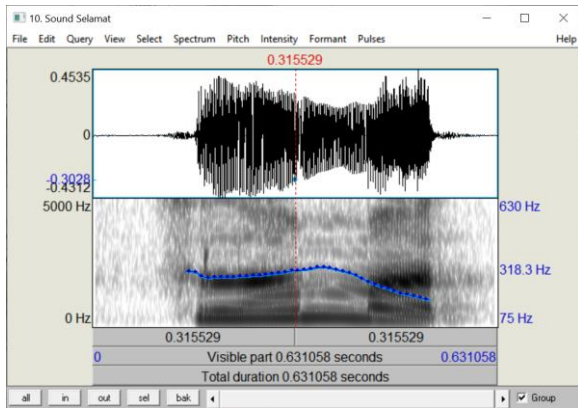 10. Sound Selamat
File Edit Query View Select Spectrum Pitch Intensity Formant Pulses Help
0.315529
0.4535
0
-0.3028
-0.4312
5000 Hz 630 Hz
318.3 Hz
0 Hz 75 Hz
0.315529 0.315529
0 Visible part 0.631058 seconds 0.631058
Total duration 0.631058 seconds
all in out sel bak Group